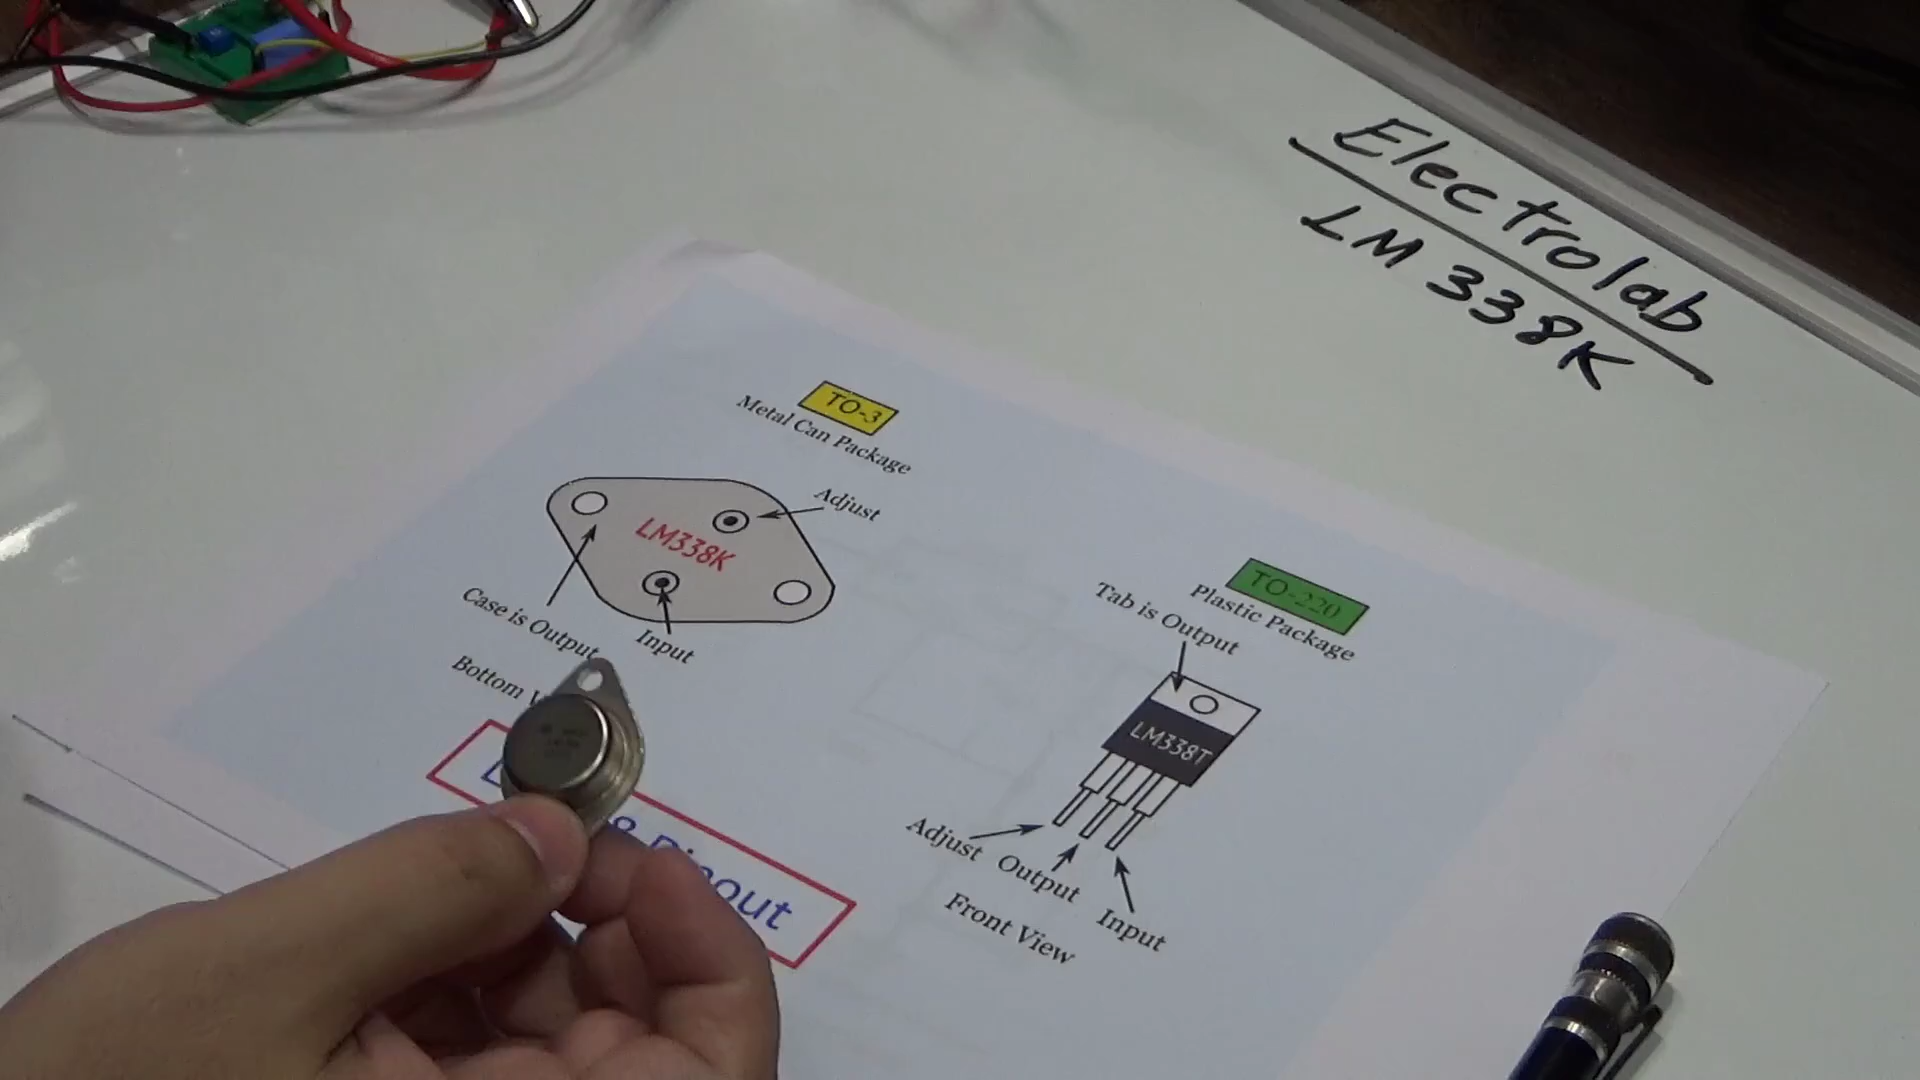 Electrolab
LM 338K
TO-3
Metal Can Package
Adjust
LM338K
Case is Output
Input
Bottom
TO-220
Plastic Package
Tab is Output
LM338T
Adjust
Output
Input
Front View